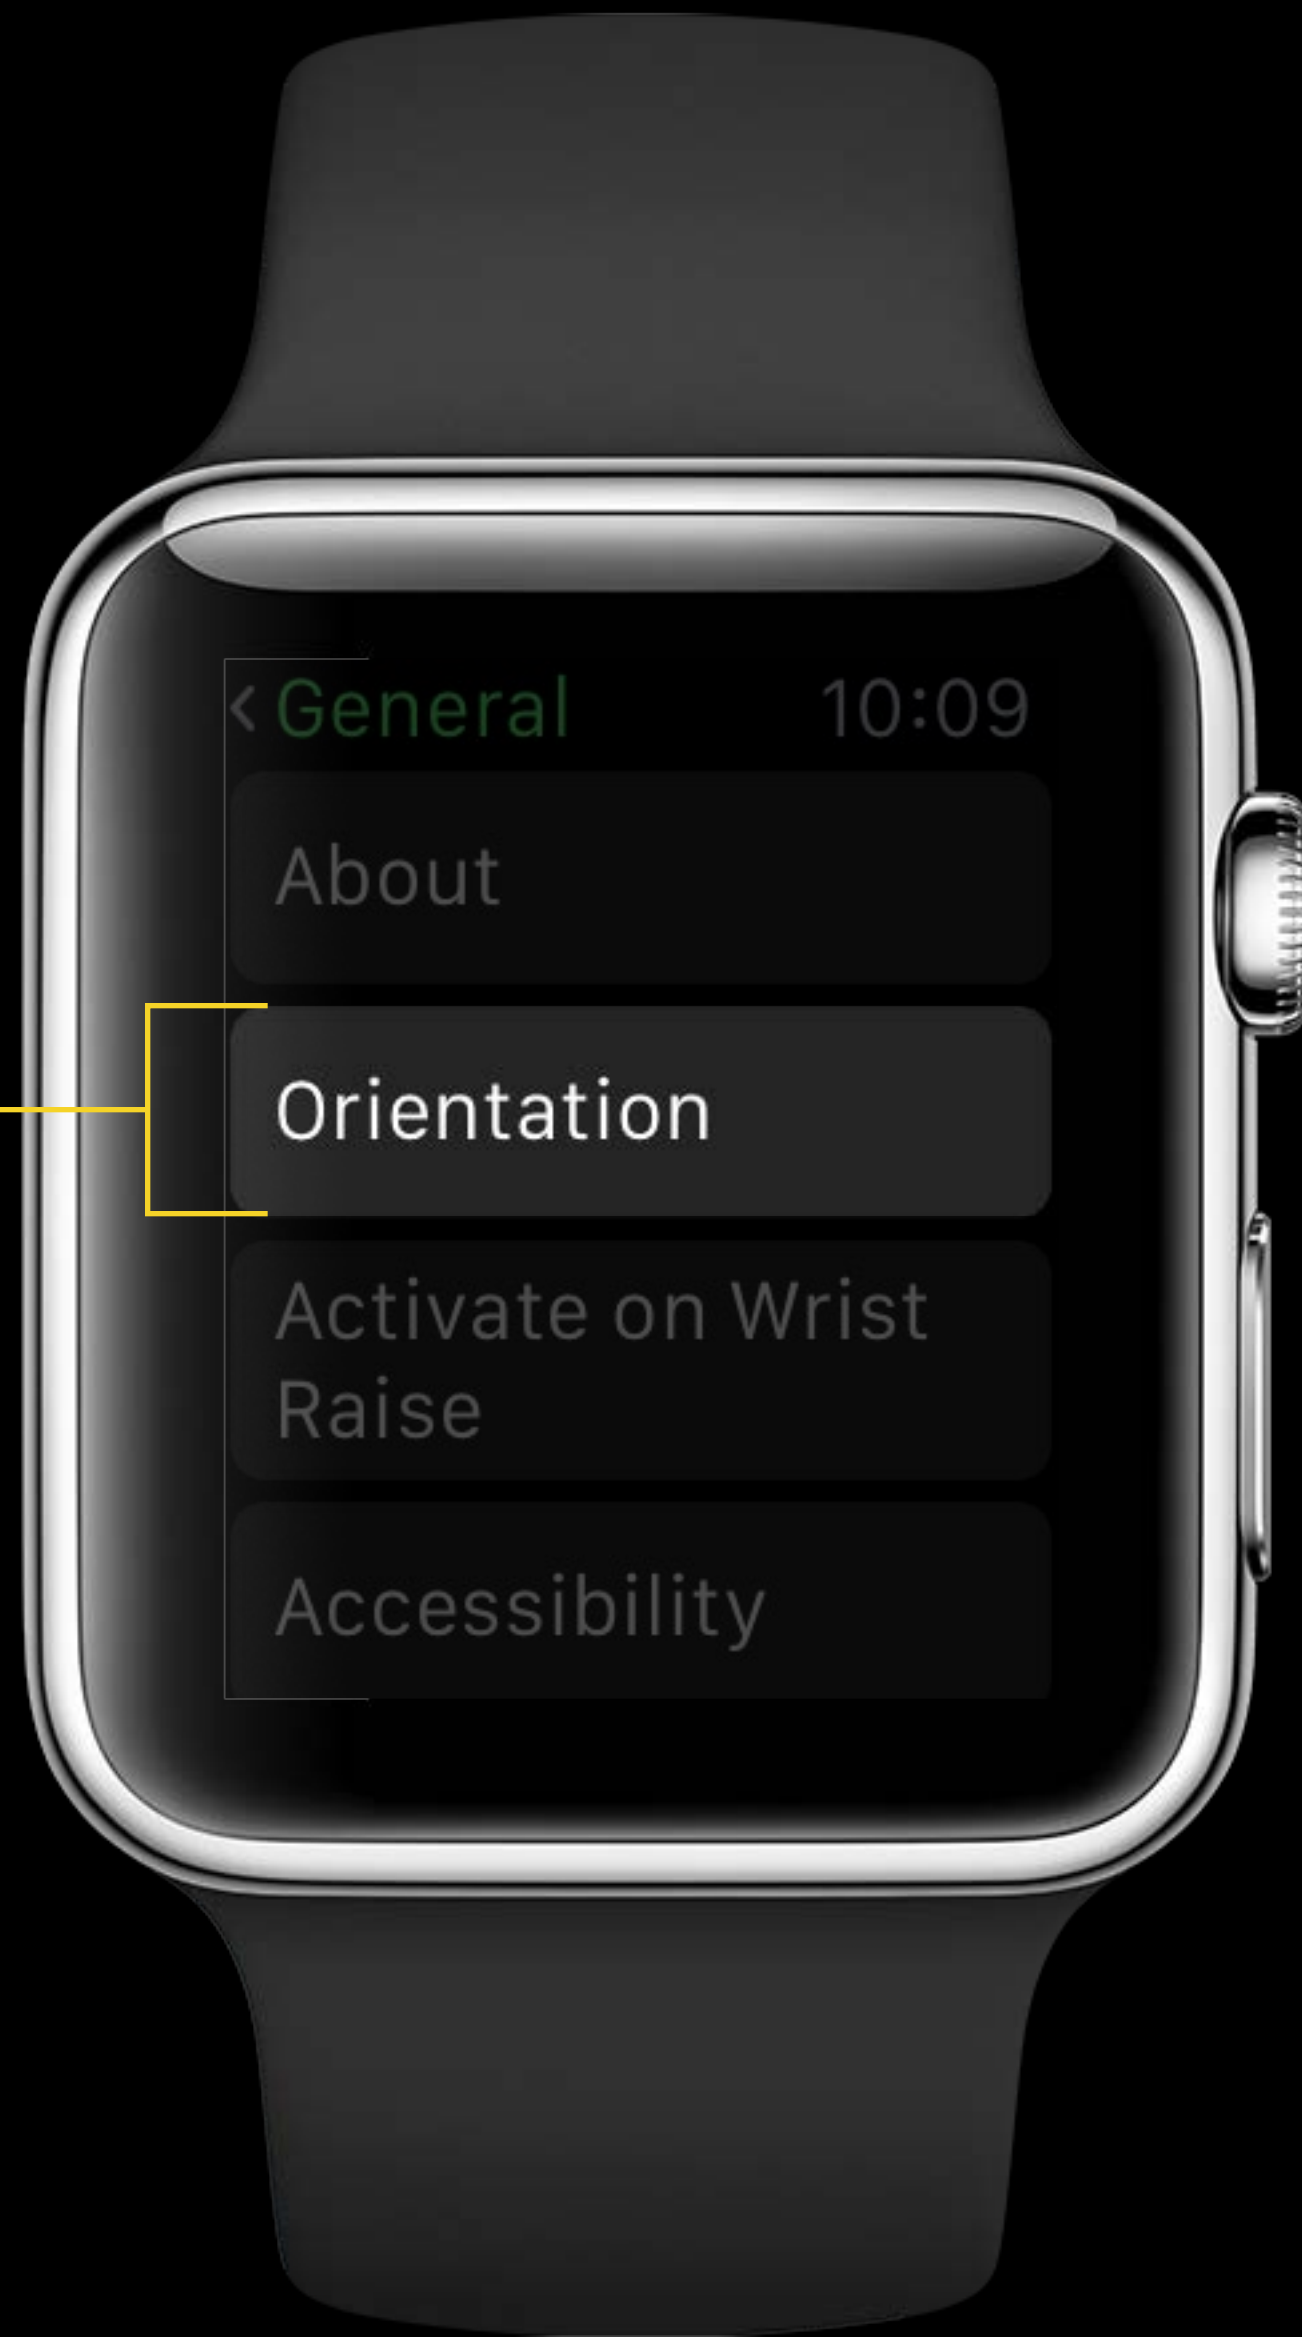 < General 10:09
About
Orientation
Activate on Wrist
Raise
Accessibility